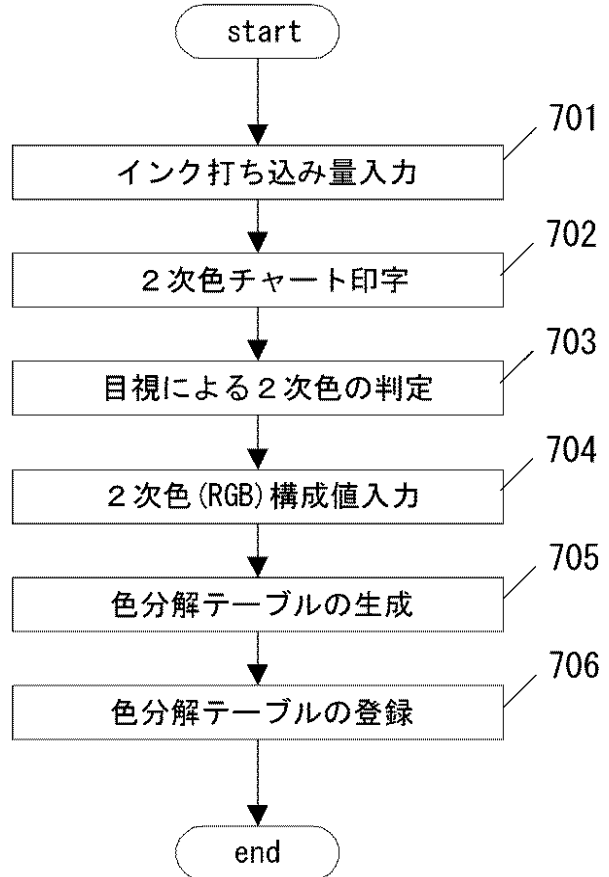 start
701
インク打ち込み量入力
702
２次色チャート印字
703
目視による２次色の判定
704
２次色(RGB)構成値入力
705
色分解テーブルの生成
706
色分解テーブルの登録
end